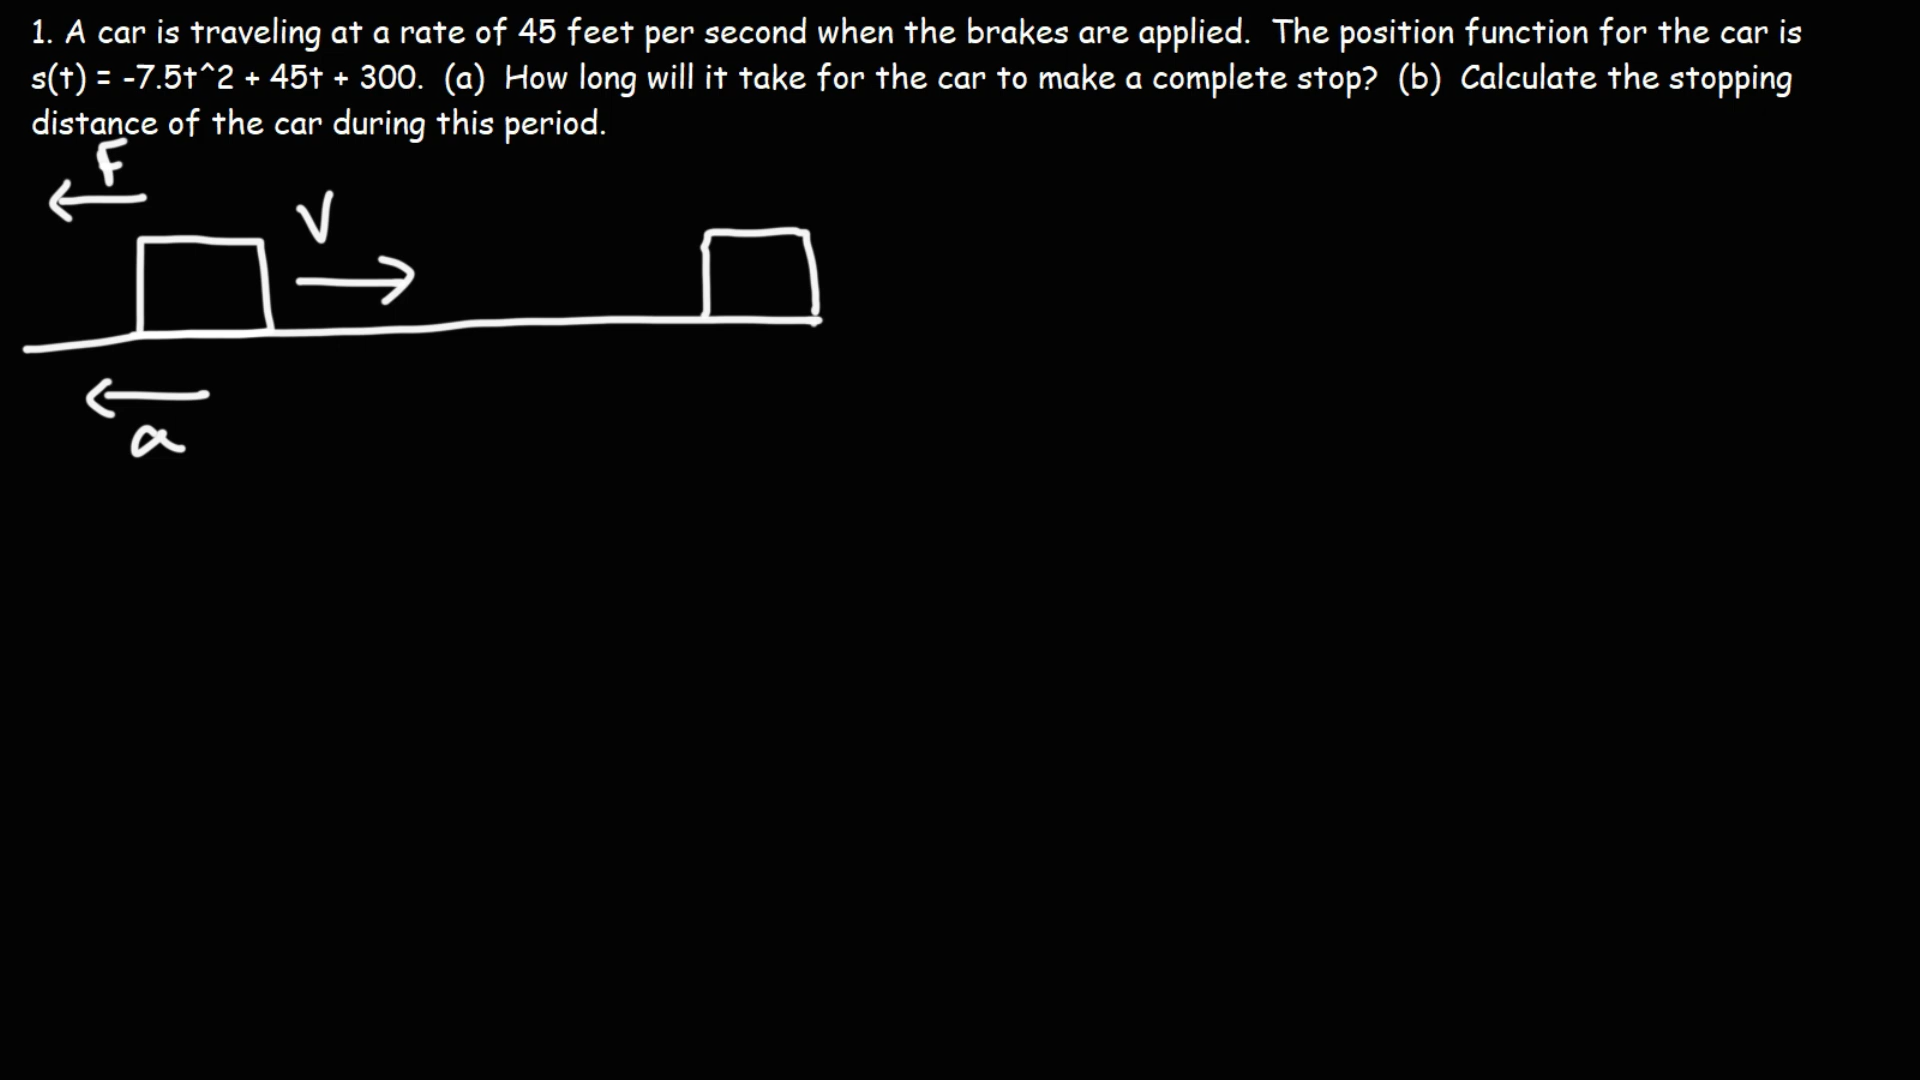 1. A car is traveling at a rate of 45 feet per second when the brakes are applied.  The position function for the car is
s(t) = -7.5t^2 + 45t + 300.  (a)  How long will it take for the car to make a complete stop?  (b)  Calculate the stopping
distance of the car during this period.
F
V
a